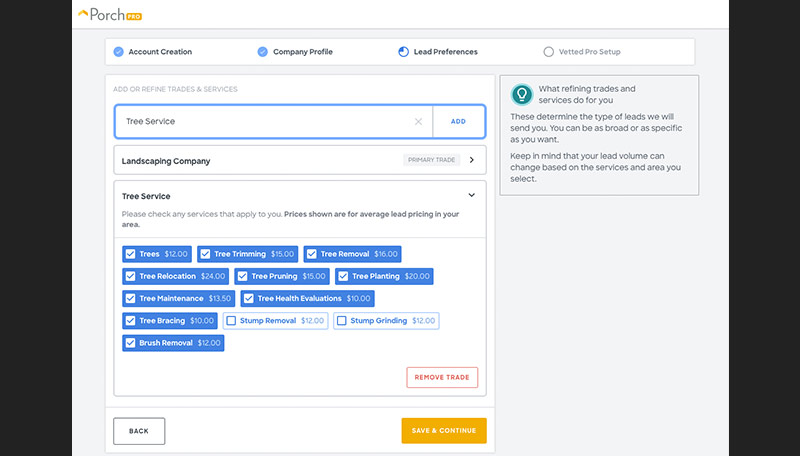 Porch PRO
Account Creation
Company Profile
Lead Preferences
Vetted Pro Setup
ADD OR REFINE TRADES & SERVICES
Tree Service
ADD
Landscaping Company
PRIMARY TRADE
Tree Service
Please check any services that apply to you. Prices shown are for average lead pricing in your
area.
Trees $12.00
Tree Trimming $15.00
Tree Removal $16.00
Tree Relocation $24.00
Tree Pruning $15.00
Tree Planting $20.00
Tree Maintenance $13.50
Tree Health Evaluations $10.00
Tree Bracing $10.00
Stump Removal $12.00
Stump Grinding $12.00
Brush Removal $12.00
REMOVE TRADE
BACK
SAVE & CONTINUE
What refining trades and
services do for you
These determine the type of leads we will
send you. You can be as broad or as specific
as you want.
Keep in mind that your lead volume can
change based on the services and area you
select.